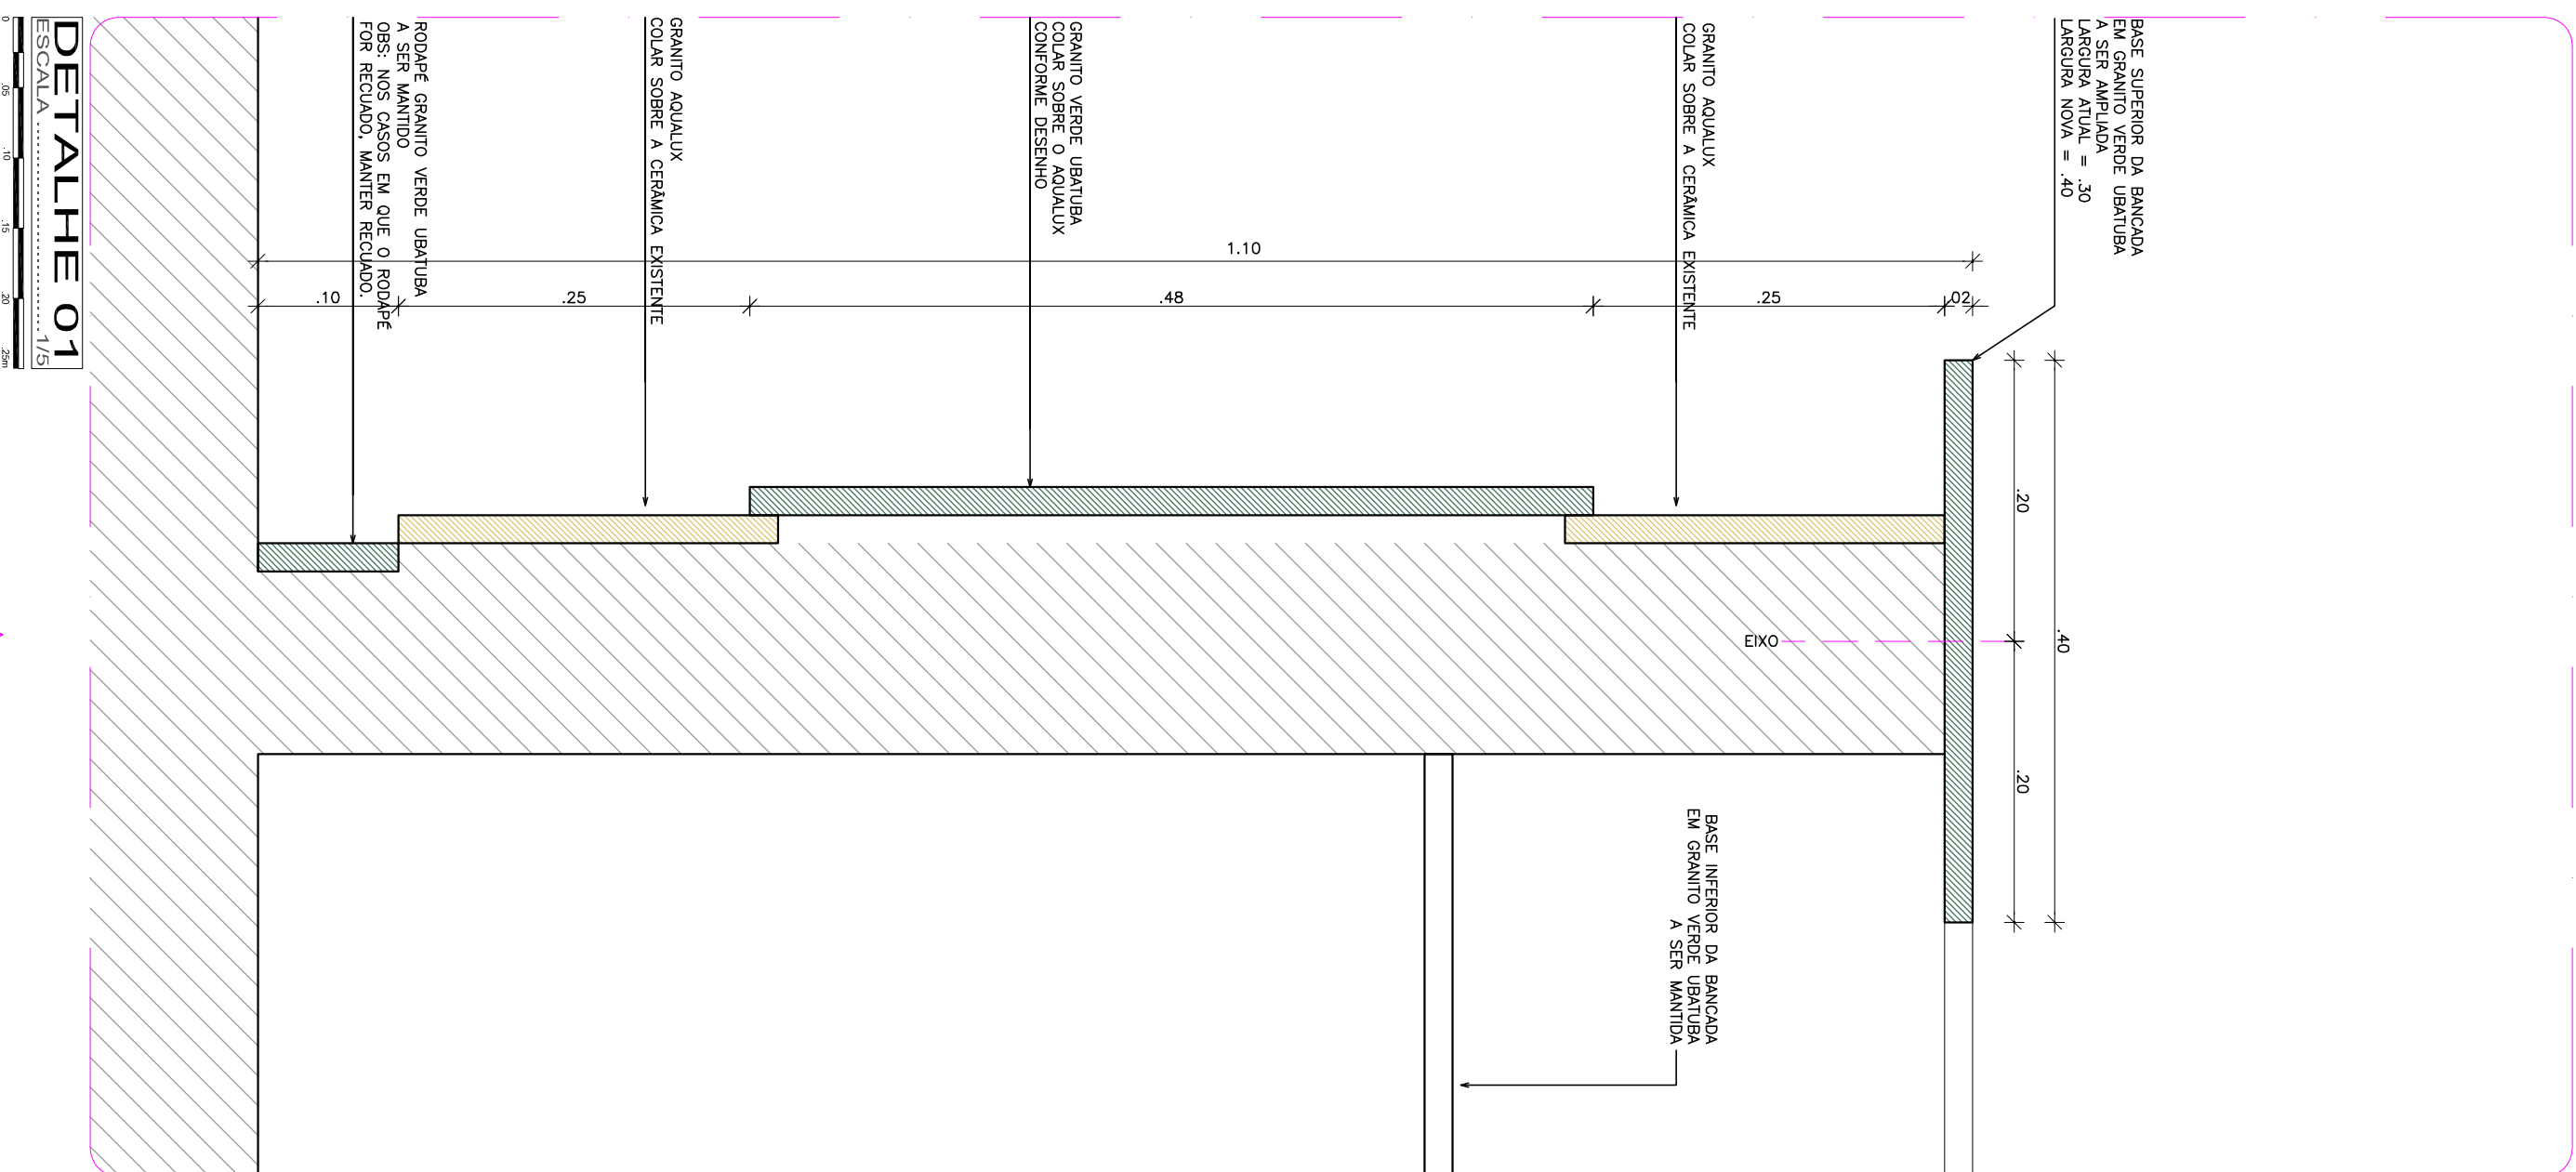 BASE SUPERIOR DA BANCADA
EM GRANITO VERDE UBATUBA
A SER AMPLIADA
LARGURA ATUAL = .30
LARGURA NOVA = .40
.40
.20
.20
.02
EIXO
GRANITO AQUALUX
COLAR SOBRE A CERÂMICA EXISTENTE
.25
BASE INFERIOR DA BANCADA
EM GRANITO VERDE UBATUBA
A SER MANTIDA
1.10
GRANITO VERDE UBATUBA
COLAR SOBRE O AQUALUX
CONFORME DESENHO
.48
GRANITO AQUALUX
COLAR SOBRE A CERÂMICA EXISTENTE
.25
RODAPÉ GRANITO VERDE UBATUBA
A SER MANTIDO
OBS: NOS CASOS EM QUE O RODAPÉ
FOR RECUADO, MANTER RECUADO.
.10
DETALHE 01
ESCALA 1/5
0 .05 .10 .15 .20 .25m